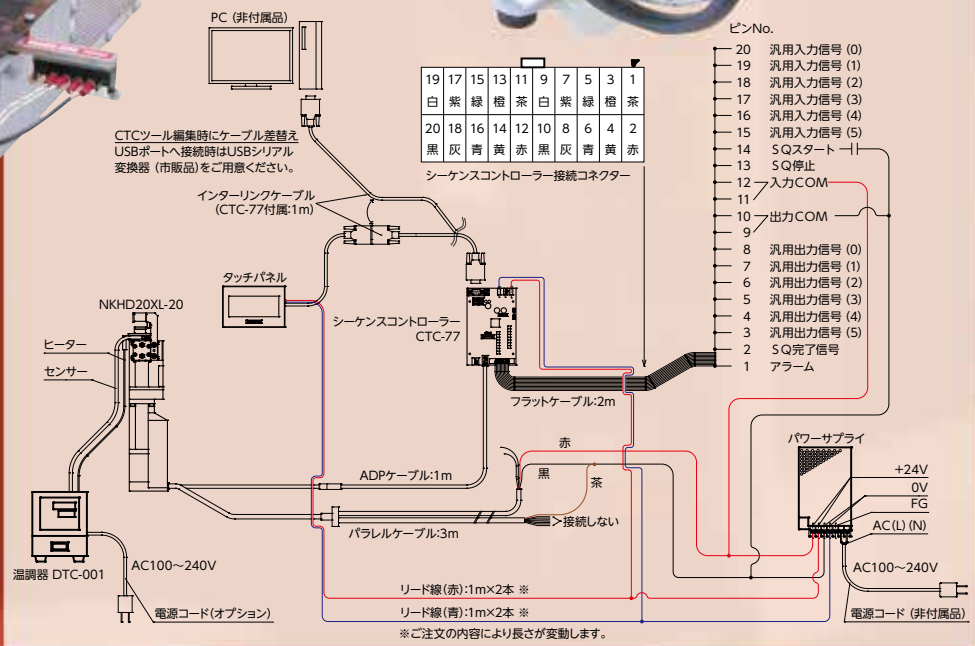 PC (非付属品)
CTCツール編集時にケーブル差替え
USBポートへ接続時はUSBシリアル
変換器 (市販品)をご用意ください。
インターリンクケーブル
(CTC-77付属:1m)
タッチパネル
NKHD20XL-20
ヒーター
センサー
温調器 DTC-001
AC100〜240V
電源コード(オプション)
19 17 15 13 11 9 7 5 3 1
白 紫 緑 橙 茶 白 紫 緑 橙 茶
20 18 16 14 12 10 8 6 4 2
黒 灰 青 黄 赤 黒 灰 青 黄 赤
シーケンスコントローラー接続コネクター
シーケンスコントローラー
CTC-77
フラットケーブル:2m
ADPケーブル:1m
パラレルケーブル:3m
赤
黒
茶
接続しない
リード線(赤):1m×2本 ※
リード線(青):1m×2本 ※
※ご注文の内容により長さが変動します。
ピンNo.
20 汎用入力信号 (0)
19 汎用入力信号 (1)
18 汎用入力信号 (2)
17 汎用入力信号 (3)
16 汎用入力信号 (4)
15 汎用入力信号 (5)
14 SQスタート
13 SQ停止
12 入力COM
11
10 出力COM
9
8 汎用出力信号 (0)
7 汎用出力信号 (1)
6 汎用出力信号 (2)
5 汎用出力信号 (3)
4 汎用出力信号 (4)
3 汎用出力信号 (5)
2 SQ完了信号
1 アラーム
パワーサプライ
+24V
0V
FG
AC(L) (N)
AC100〜240V
電源コード (非付属品)